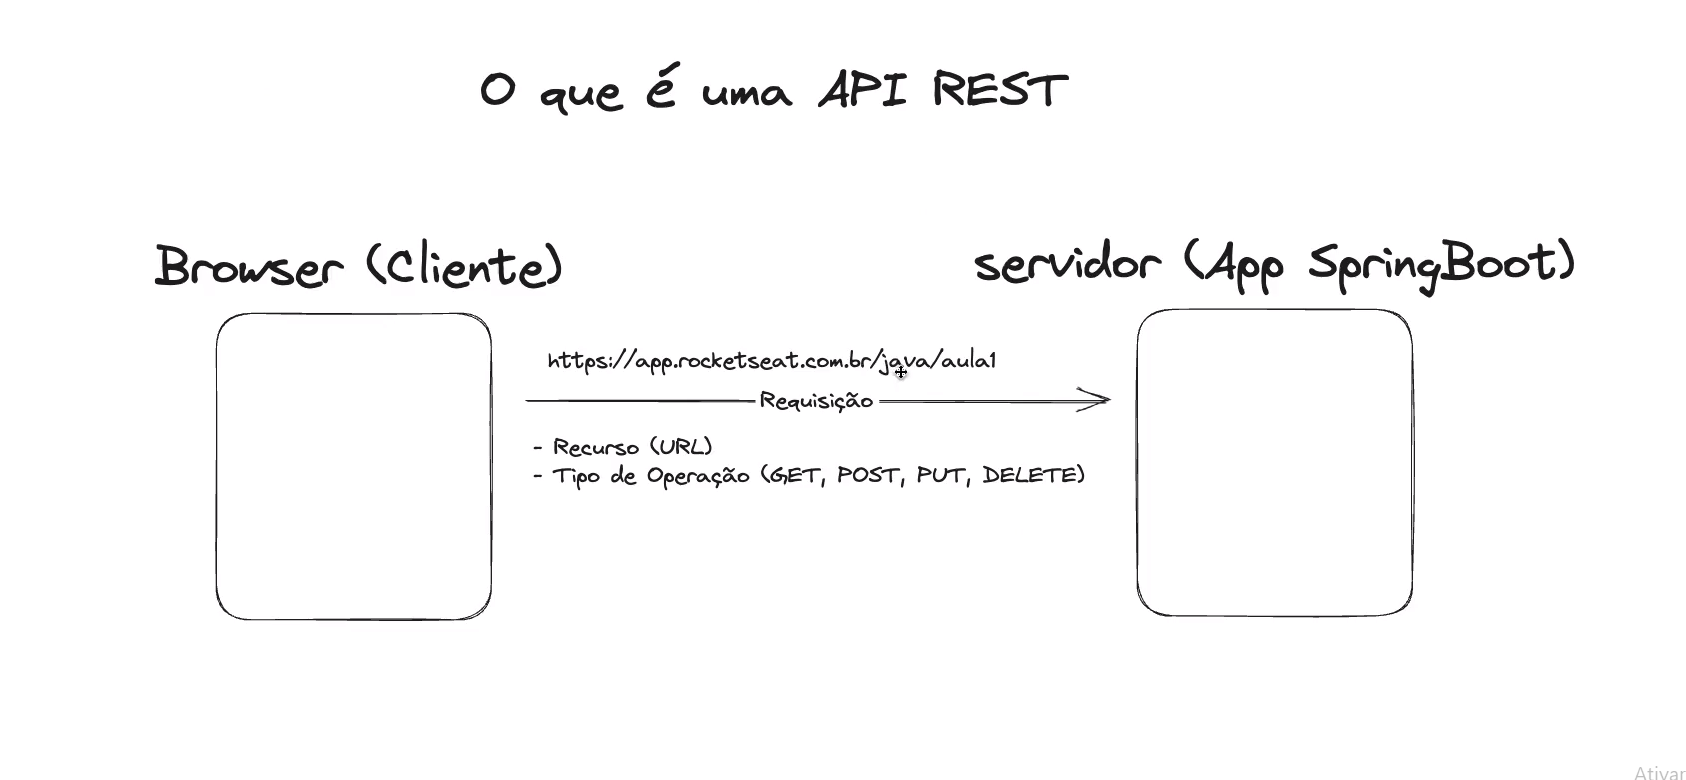 O que é uma API REST
Browser (Cliente)
servidor (App SpringBoot)
https://app.rocketseat.com.br/java/aula1
Requisição
- Recurso (URL)
- Tipo de Operação (GET, POST, PUT, DELETE)
Ativar